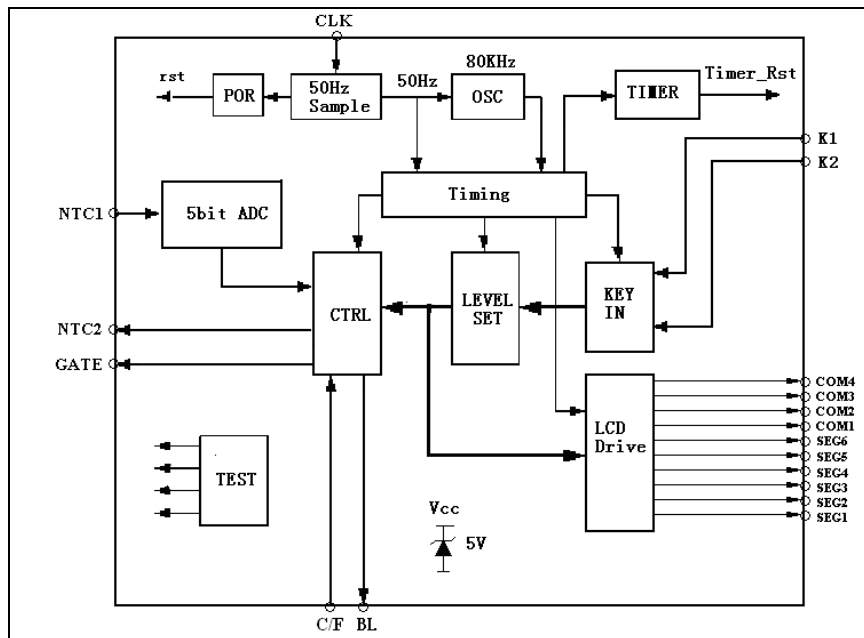 CLK
80KHz
rst
POR
50Hz
Sample
50Hz
OSC
TIMER
Timer_Rst
K1
K2
Timing
NTC1
5bit ADC
CTRL
LEVEL
SET
KEY
IN
NTC2
GATE
LCD
Drive
COM4
COM3
COM2
COM1
SEG6
SEG5
SEG4
SEG3
SEG2
SEG1
TEST
Vcc
5V
C/F
BL